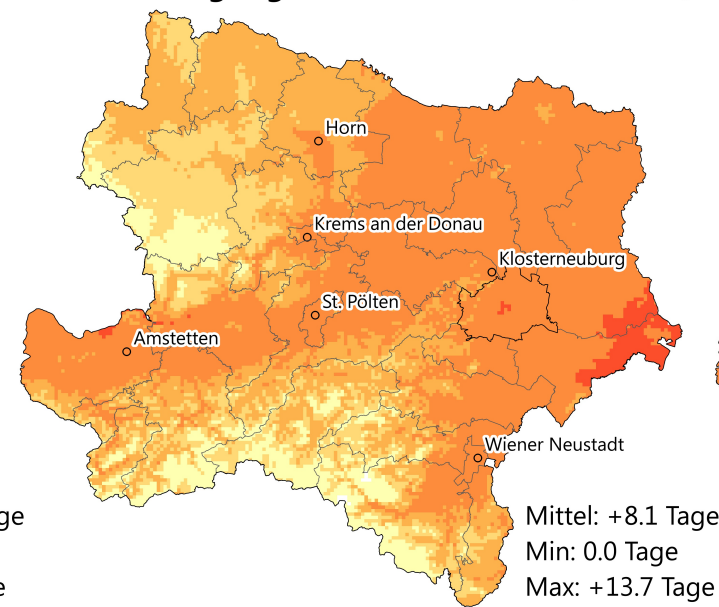 Horn
Krems an der Donau
Klosterneuburg
St. Pölten
Amstetten
Wiener Neustadt
Mittel: +8.1 Tage
Min: 0.0 Tage
Max: +13.7 Tage